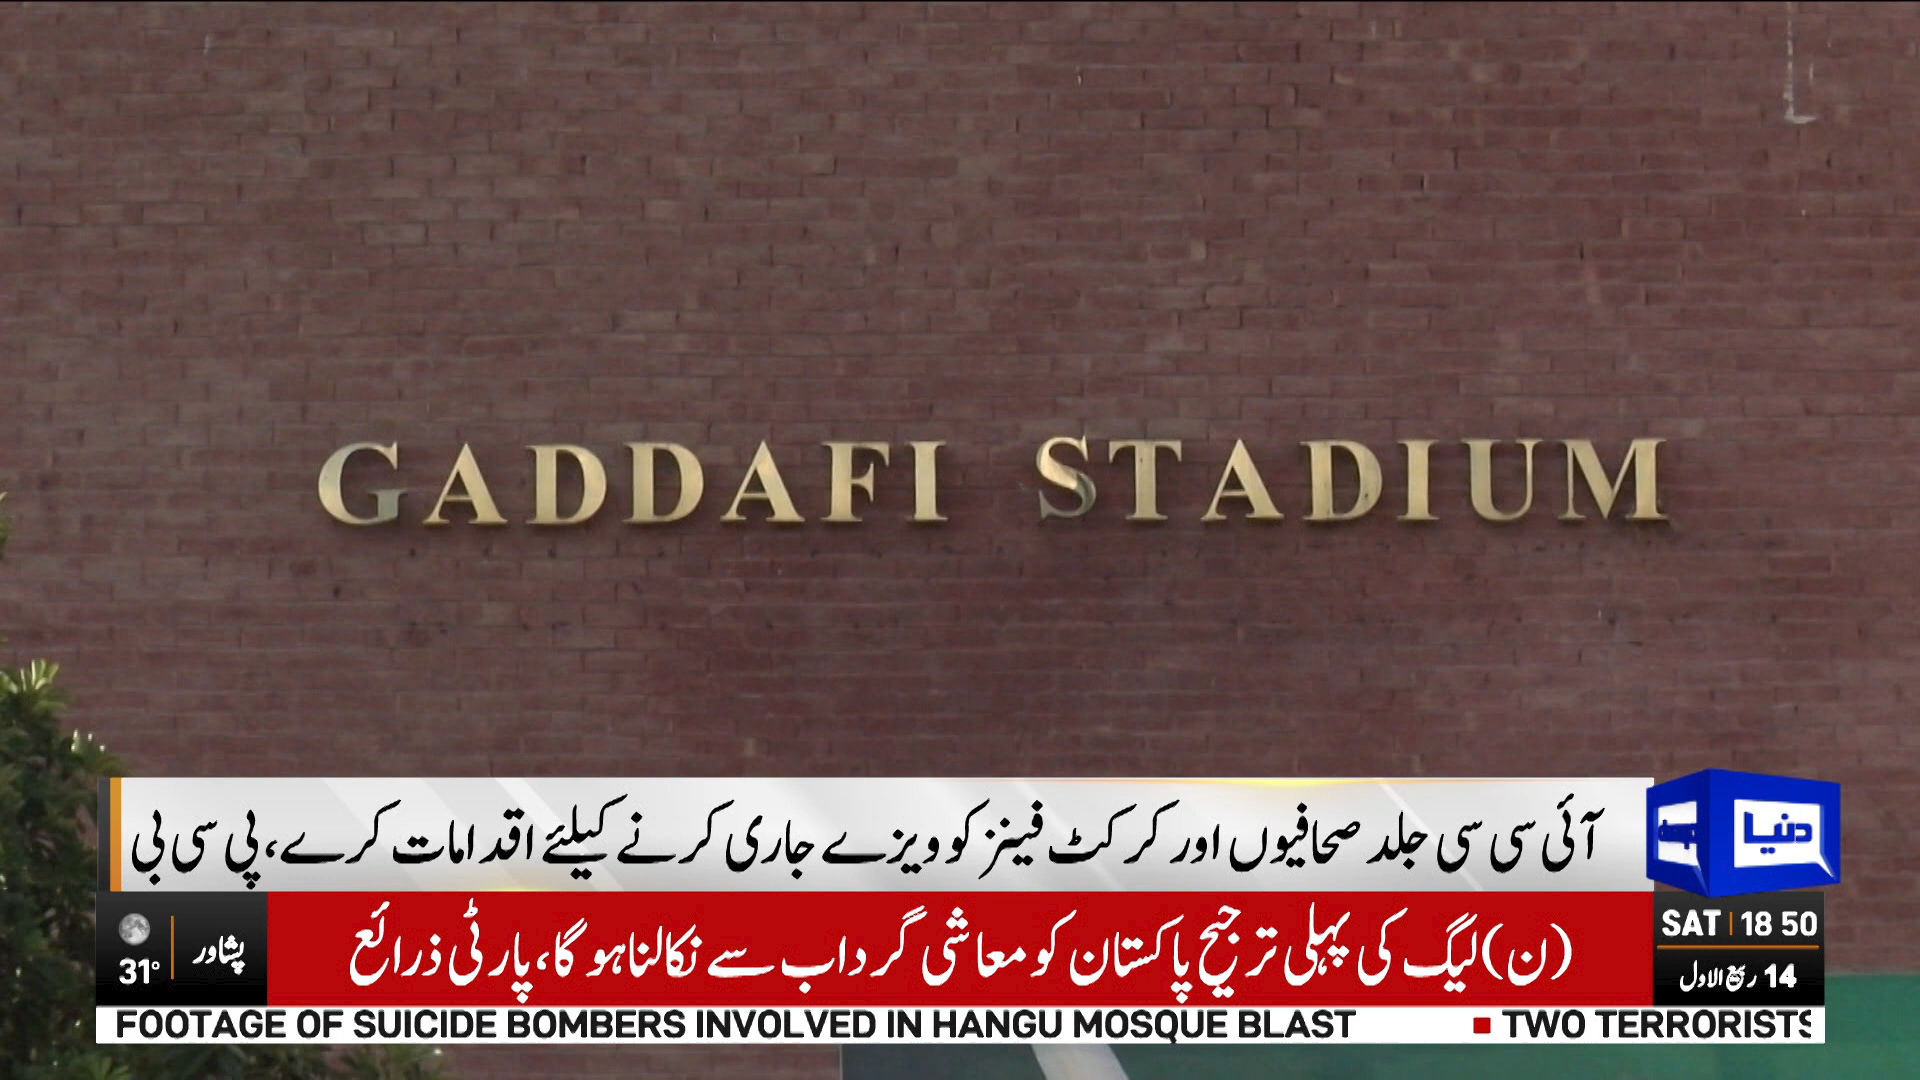 GADDAFI STADIUM
آئی سی سی جلد صحافیوں اور کرکٹ فینز کو ویزے جاری کرنے کیلئے اقدامات کرے، پی سی بی
دنیا
(ن) لیگ کی پہلی ترجیح پاکستان کو معاشی گرداب سے نکالنا ہو گا، پارٹی ذرائع
پشاور
31°
SAT 18 50
14 ربیع الاول
FOOTAGE OF SUICIDE BOMBERS INVOLVED IN HANGU MOSQUE BLAST ■ TWO TERRORISTS